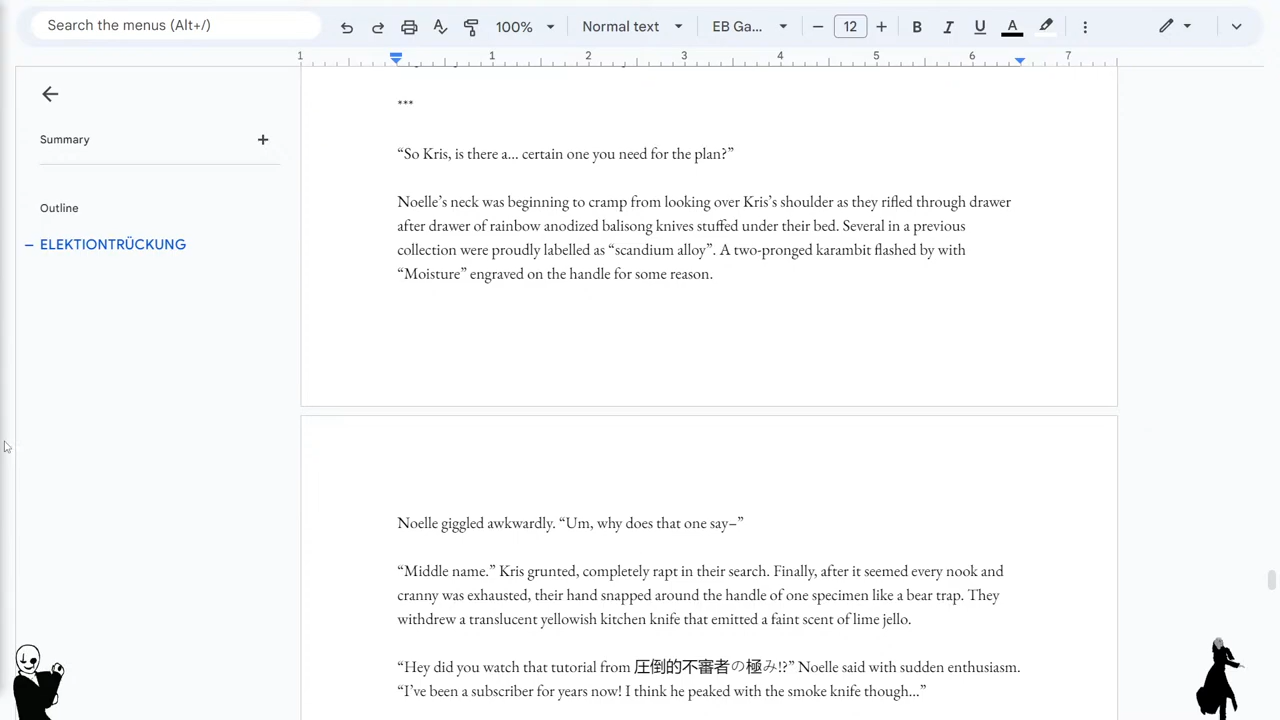 Search the menus (Alt+/)
100%
Normal text
EB Ga...
12
B
I
U
A
1
1
2
3
4
5
6
7
Summary
Outline
ELEKTIONTRÜCKUNG
***
“So Kris, is there a... certain one you need for the plan?”
Noelle’s neck was beginning to cramp from looking over Kris’s shoulder as they rifled through drawer
after drawer of rainbow anodized balisong knives stuffed under their bed. Several in a previous
collection were proudly labelled as “scandium alloy”. A two-pronged karambit flashed by with
“Moisture” engraved on the handle for some reason.
Noelle giggled awkwardly. “Um, why does that one say–”
“Middle name.” Kris grunted, completely rapt in their search. Finally, after it seemed every nook and
cranny was exhausted, their hand snapped around the handle of one specimen like a bear trap. They
withdrew a translucent yellowish kitchen knife that emitted a faint scent of lime jello.
“Hey did you watch that tutorial from 圧倒的不審者の極み!?” Noelle said with sudden enthusiasm.
“I’ve been a subscriber for years now! I think he peaked with the smoke knife though...”